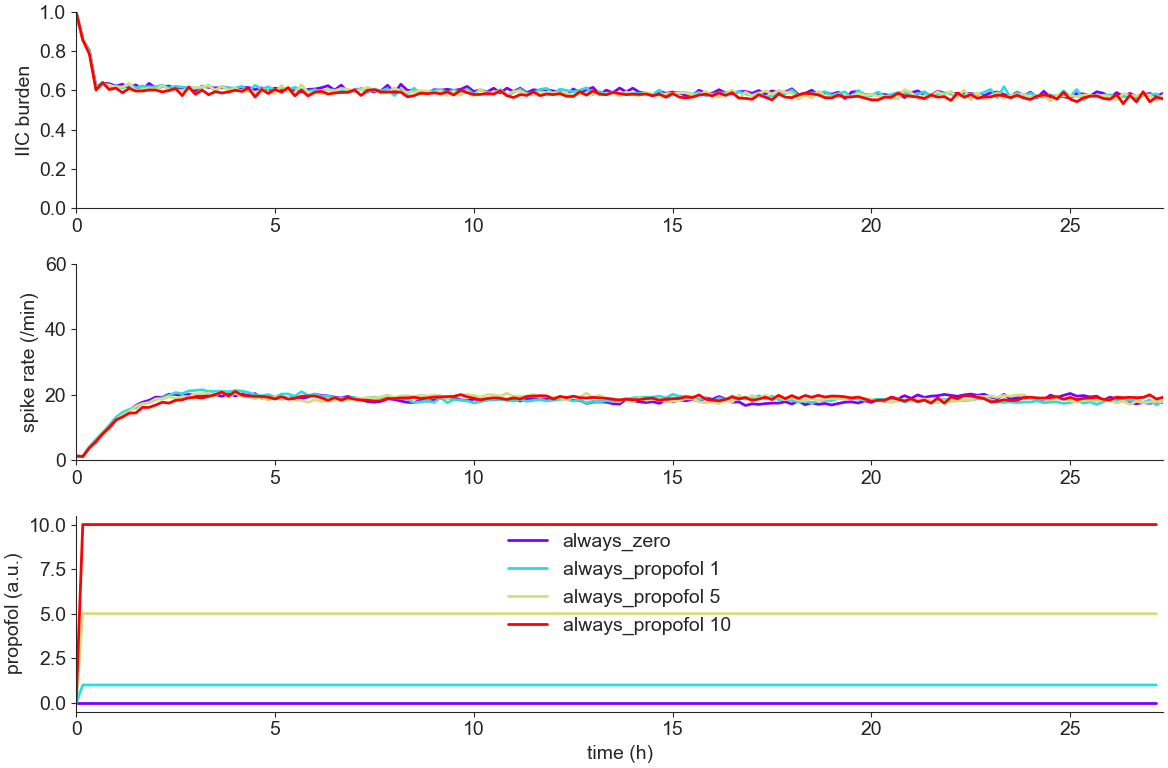 IIC burden
1.0
0.8
0.6
0.4
0.2
0.0
0 5 10 15 20 25
spike rate (/min)
60
40
20
0
0 5 10 15 20 25
propofol (a.u.)
10.0
7.5
5.0
2.5
0.0
always_zero
always_propofol 1
always_propofol 5
always_propofol 10
0 5 10 15 20 25
time (h)